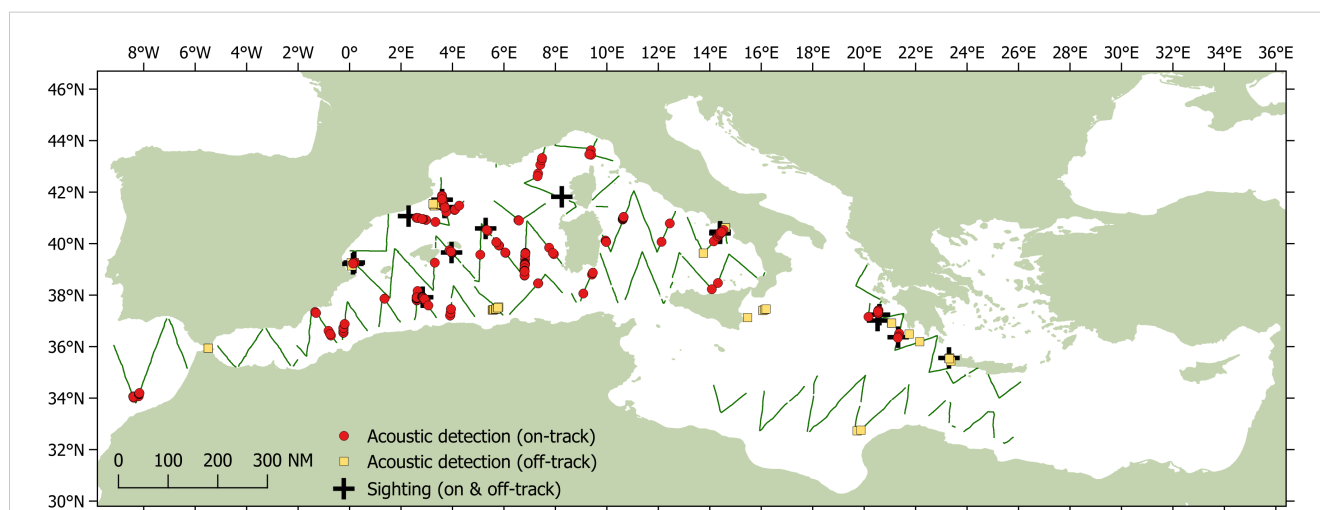 8°W 6°W 4°W 2°W 0° 2°E 4°E 6°E 8°E 10°E 12°E 14°E 16°E 18°E 20°E 22°E 24°E 26°E 28°E 30°E 32°E 34°E 36°E
46°N
44°N
42°N
40°N
38°N
36°N
34°N
32°N
30°N
Acoustic detection (on-track)
Acoustic detection (off-track)
Sighting (on & off-track)
0 100 200 300 NM